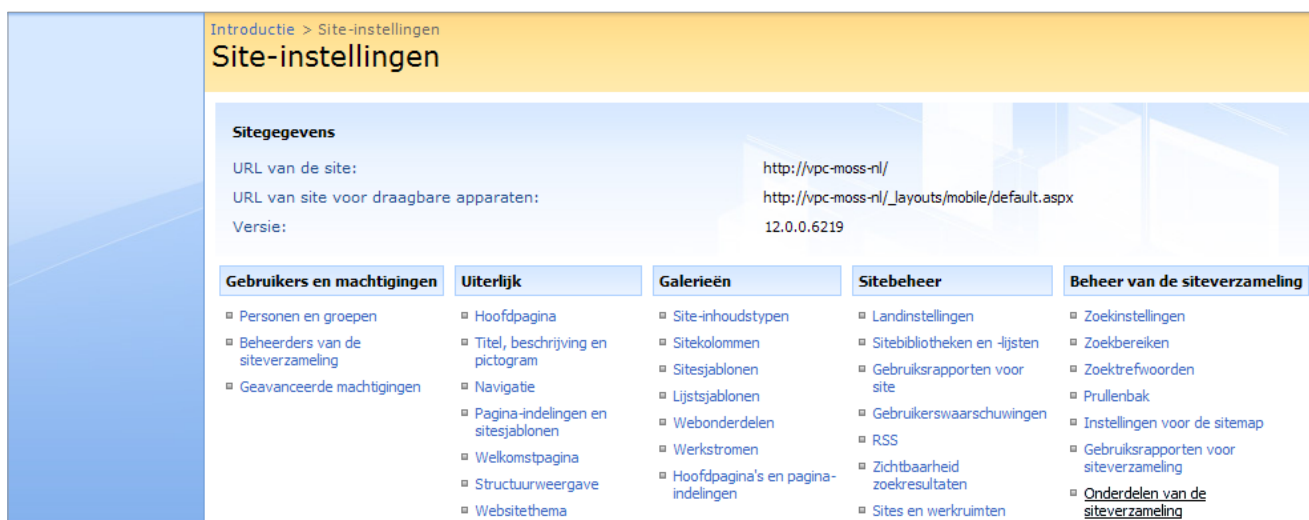 Introductie > Site-instellingen
Site-instellingen
Sitegegevens
URL van de site: http://vpc-moss-nl/
URL van site voor draagbare apparaten: http://vpc-moss-nl/_layouts/mobile/default.aspx
Versie: 12.0.0.6219
Gebruikers en machtigingen
Personen en groepen
Beheerders van de
siteverzameling
Geavanceerde machtigingen
Uiterlijk
Hoofdpagina
Titel, beschrijving en
pictogram
Navigatie
Pagina-indelingen en
sitesjablonen
Welkomstpagina
Structuurweergave
Websitethema
Galerieën
Site-inhoudstypen
Sitekolommen
Sitesjablonen
Lijstsjablonen
Webonderdelen
Werkstromen
Hoofdpagina's en pagina-
indelingen
Sitebeheer
Landinstellingen
Sitebibliotheken en -lijsten
Gebruiksrapporten voor
site
Gebruikerswaarschuwingen
RSS
Zichtbaarheid
zoekresultaten
Sites en werkruimten
Beheer van de siteverzameling
Zoekinstellingen
Zoekbereiken
Zoektrefwoorden
Prullenbak
Instellingen voor de sitemap
Gebruiksrapporten voor
siteverzameling
Onderdelen van de
siteverzameling